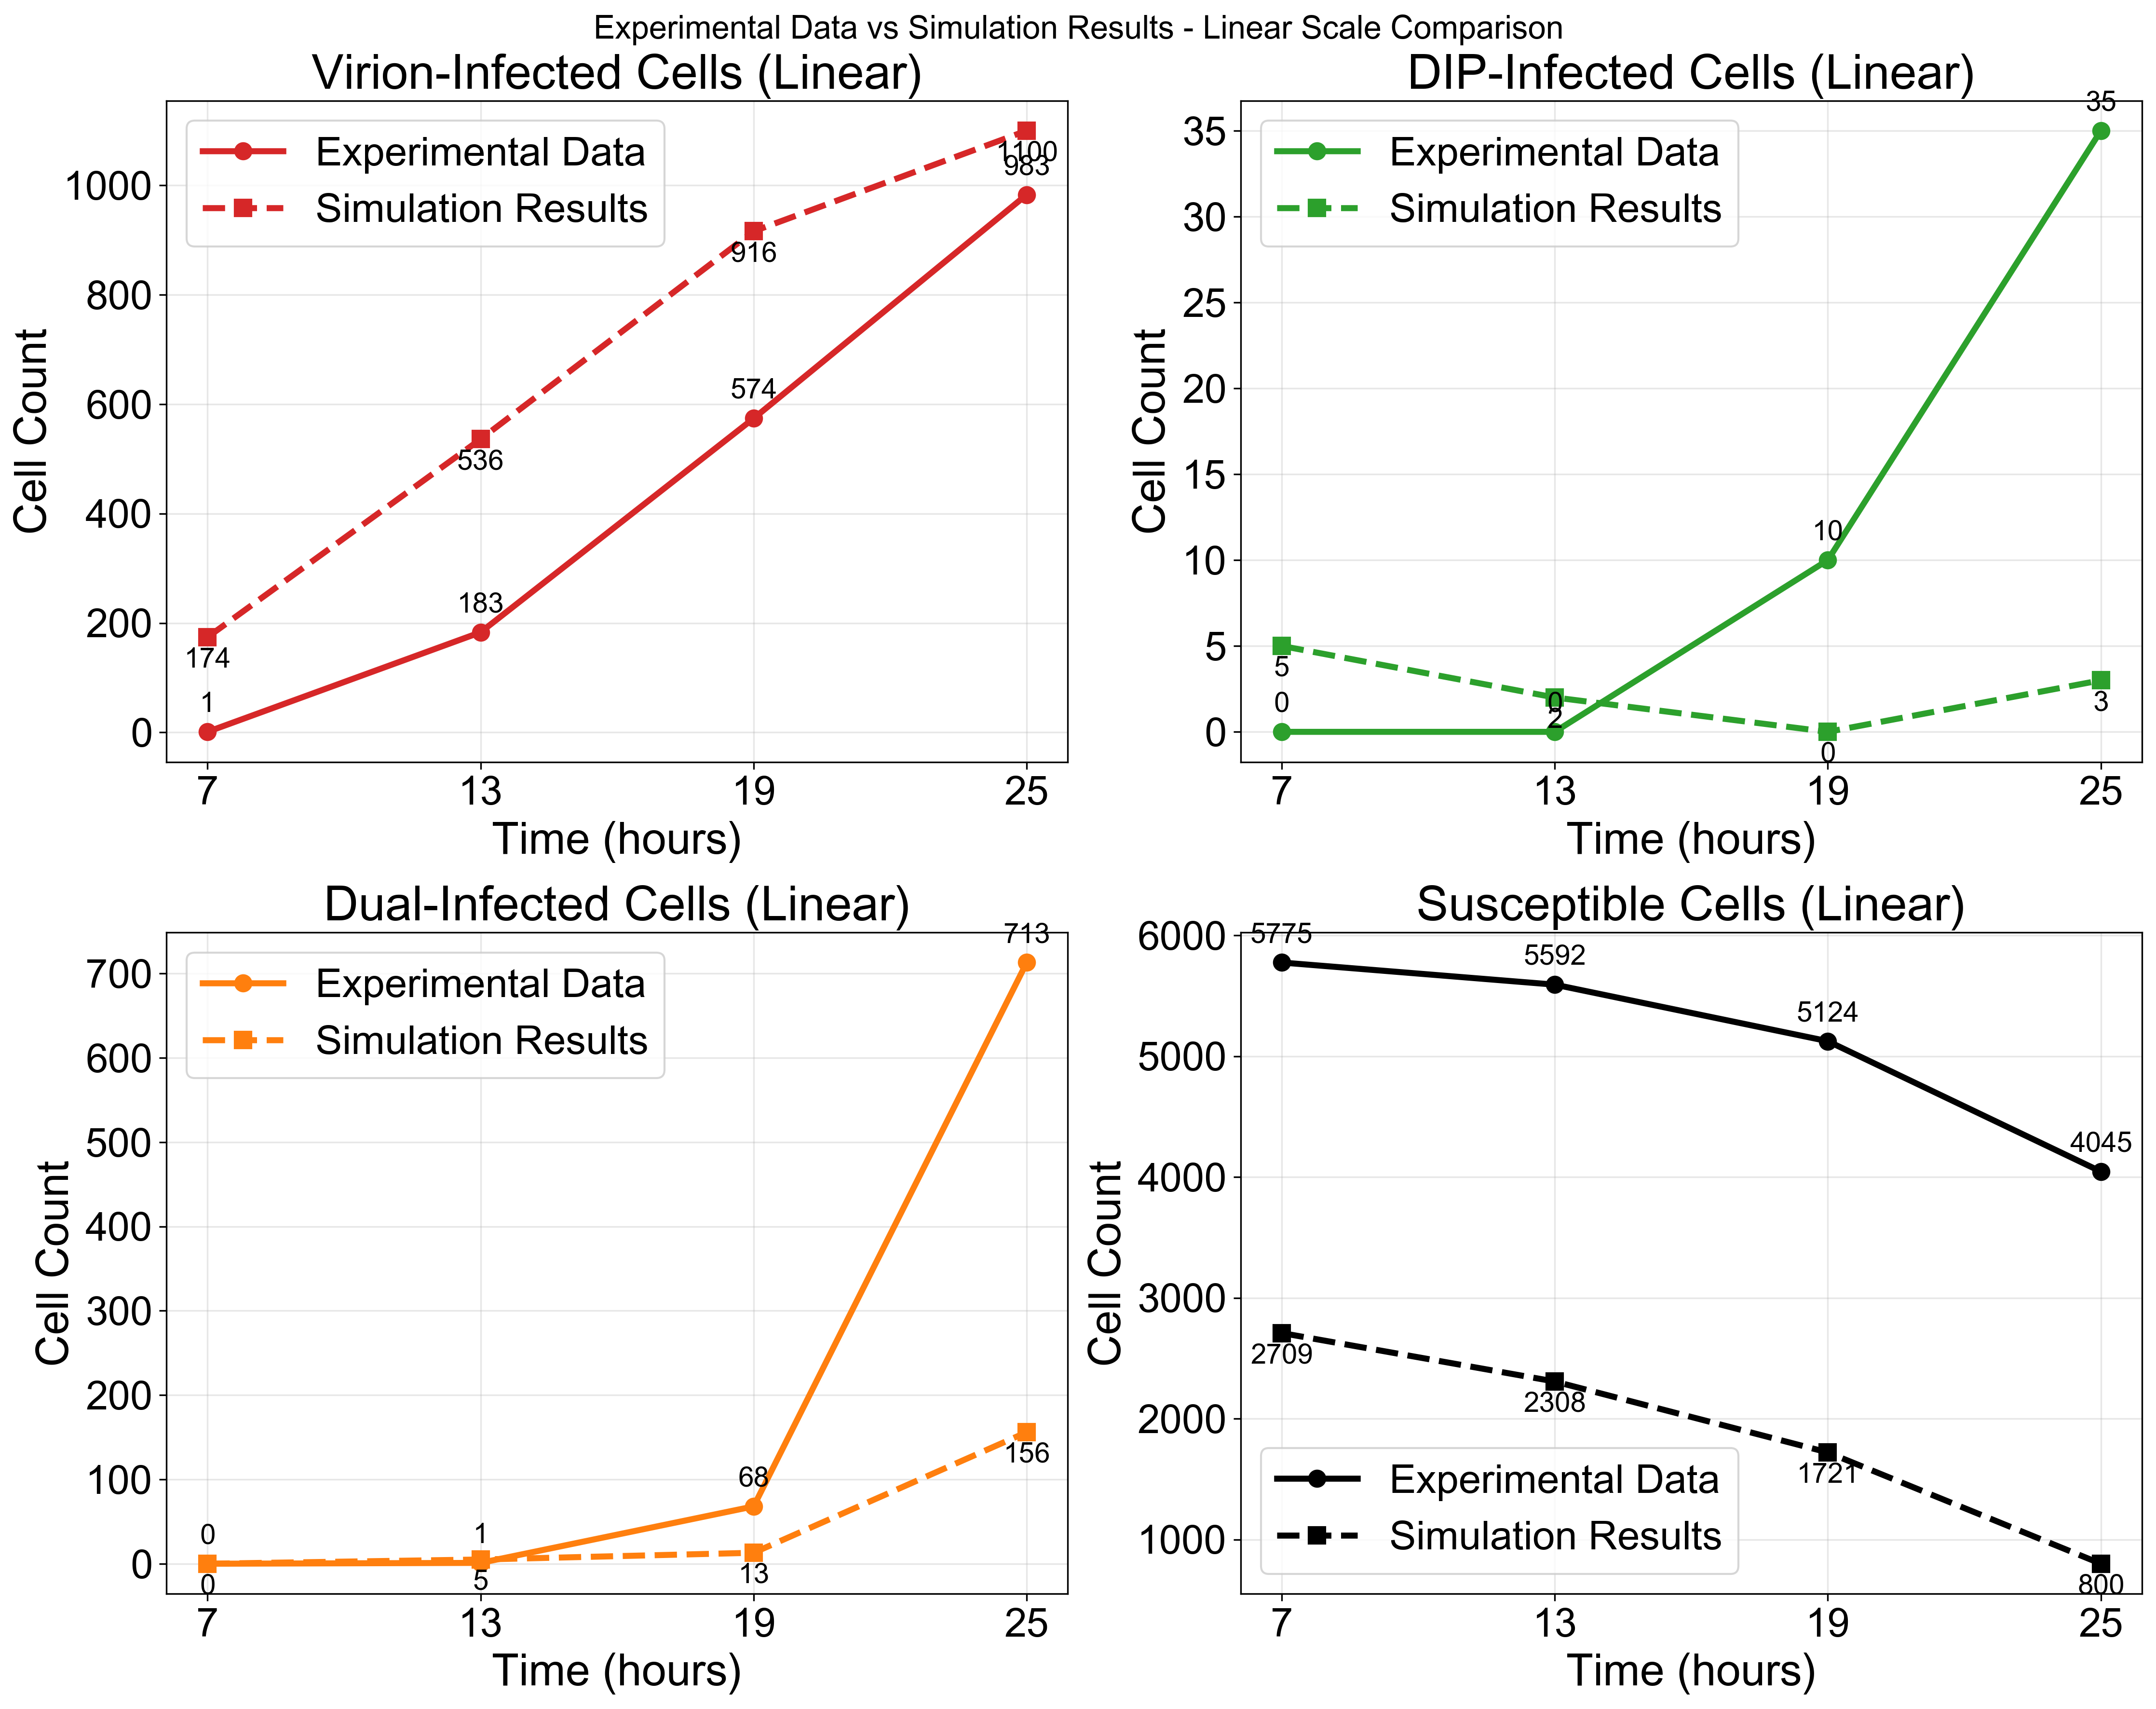 Experimental Data vs Simulation Results - Linear Scale Comparison
Virion-Infected Cells (Linear)
Experimental Data
Simulation Results
1100
983
916
574
536
183
174
1
1000
800
600
400
200
0
Cell Count
7 13 19 25
Time (hours)
DIP-Infected Cells (Linear)
35
Experimental Data
Simulation Results
10
5
0
0
2
0
3
35
30
25
20
15
10
5
0
Cell Count
7 13 19 25
Time (hours)
Dual-Infected Cells (Linear)
713
Experimental Data
Simulation Results
156
68
0
1
0
5
13
700
600
500
400
300
200
100
0
Cell Count
7 13 19 25
Time (hours)
Susceptible Cells (Linear)
5775
5592
5124
4045
2709
2308
1721
800
Experimental Data
Simulation Results
6000
5000
4000
3000
2000
1000
Cell Count
7 13 19 25
Time (hours)